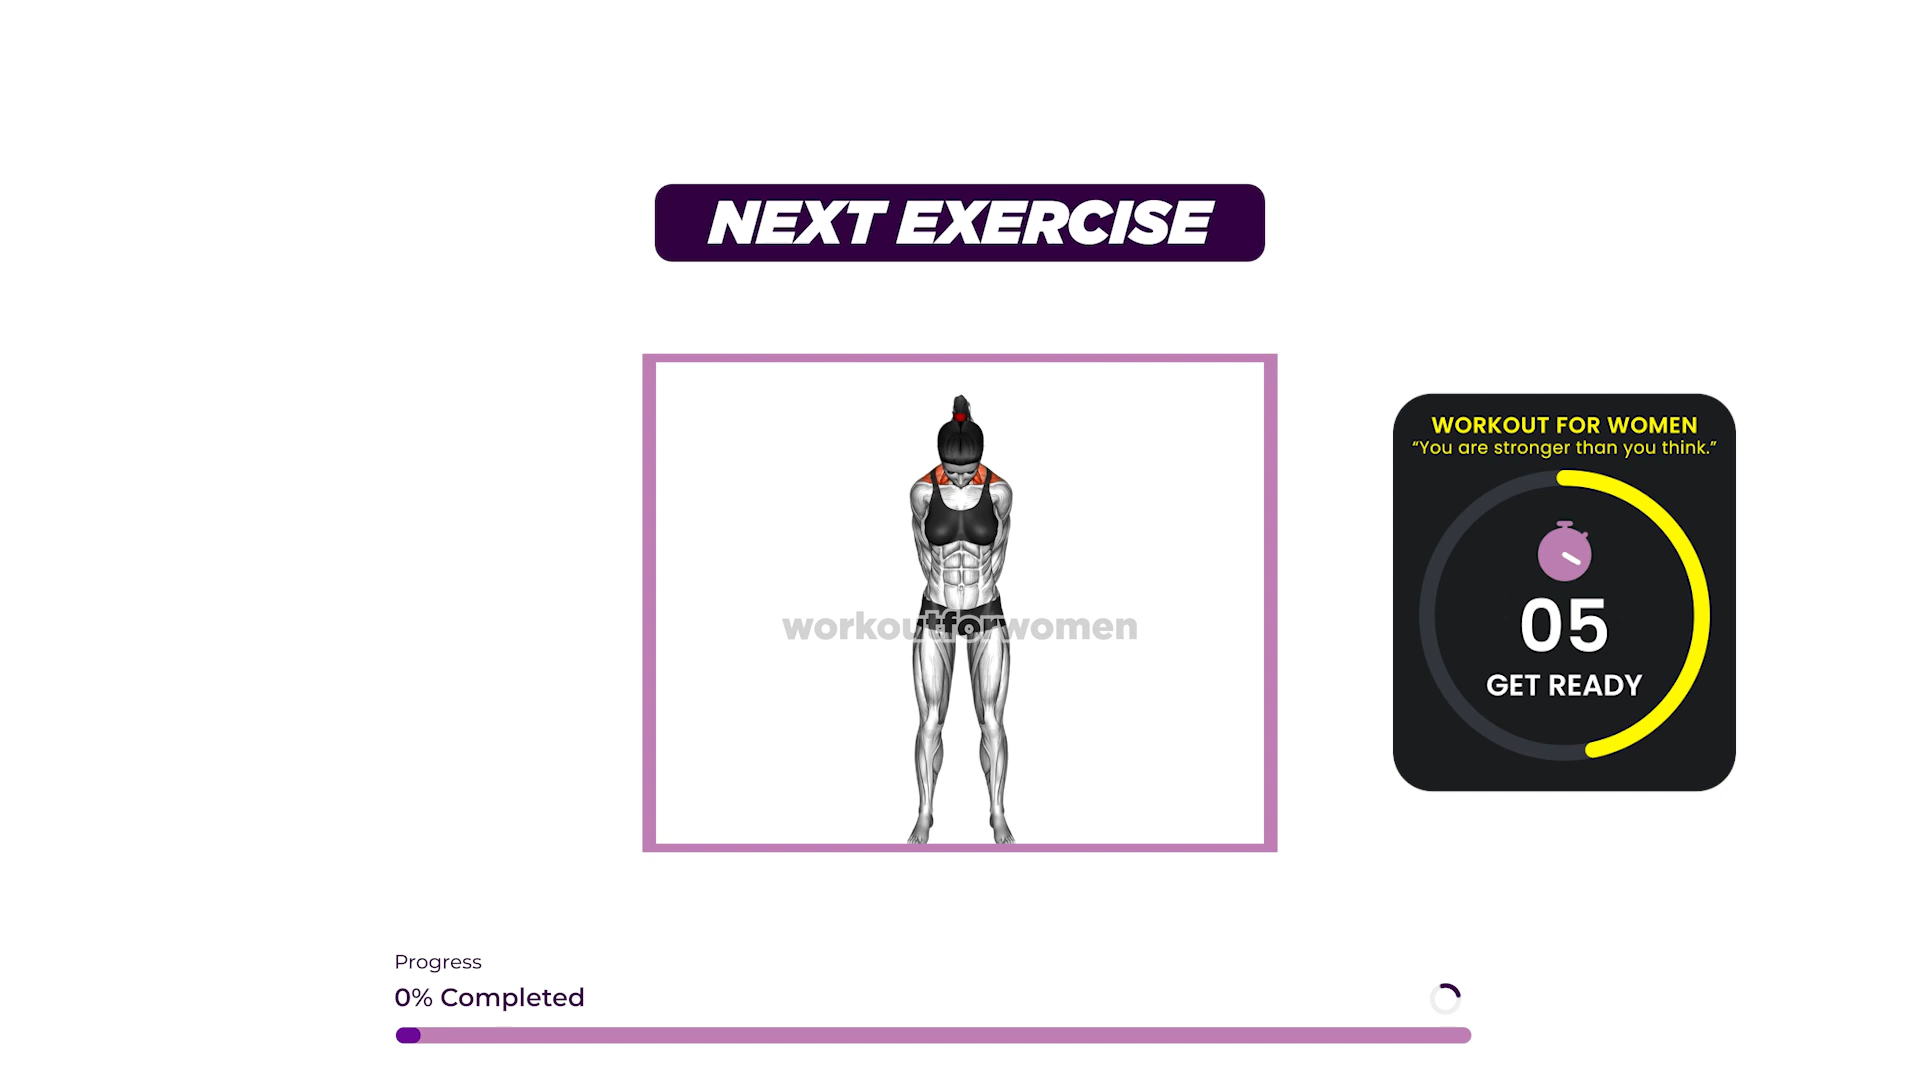 NEXT EXERCISE
workoutforwomen
WORKOUT FOR WOMEN
“You are stronger than you think.”
05
GET READY
Progress
0% Completed